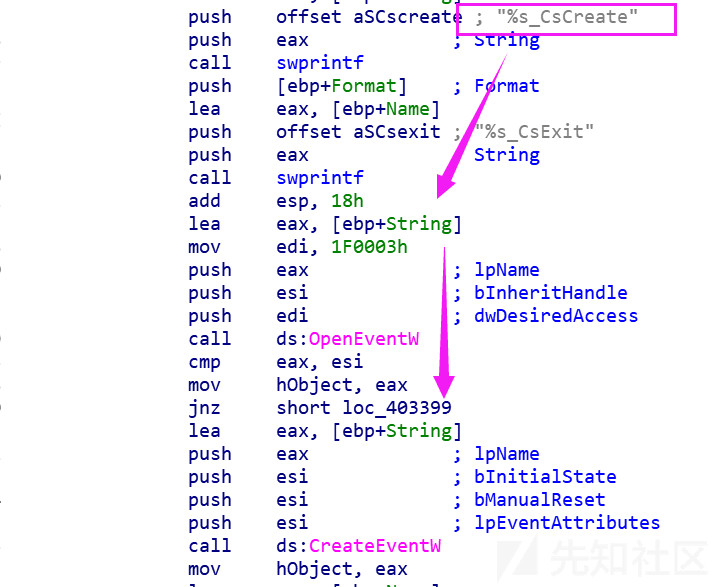 push offset aSCscreate ; "%s_CsCreate"
push eax ; String
call swprintf
push [ebp+Format] ; Format
lea eax, [ebp+Name]
push offset aSCsexit ; "%s_CsExit"
push eax String
call swprintf
add esp, 18h
lea eax, [ebp+String]
mov edi, 1F0003h
push eax ; lpName
push esi ; bInheritHandle
push edi ; dwDesiredAccess
call ds:OpenEventW
cmp eax, esi
mov hObject, eax
jnz short loc_403399
lea eax, [ebp+String]
push eax ; lpName
push esi ; bInitialState
push esi ; bManualReset
push esi ; lpEventAttributes
call ds:CreateEventW
mov hObject, eax
先知社区